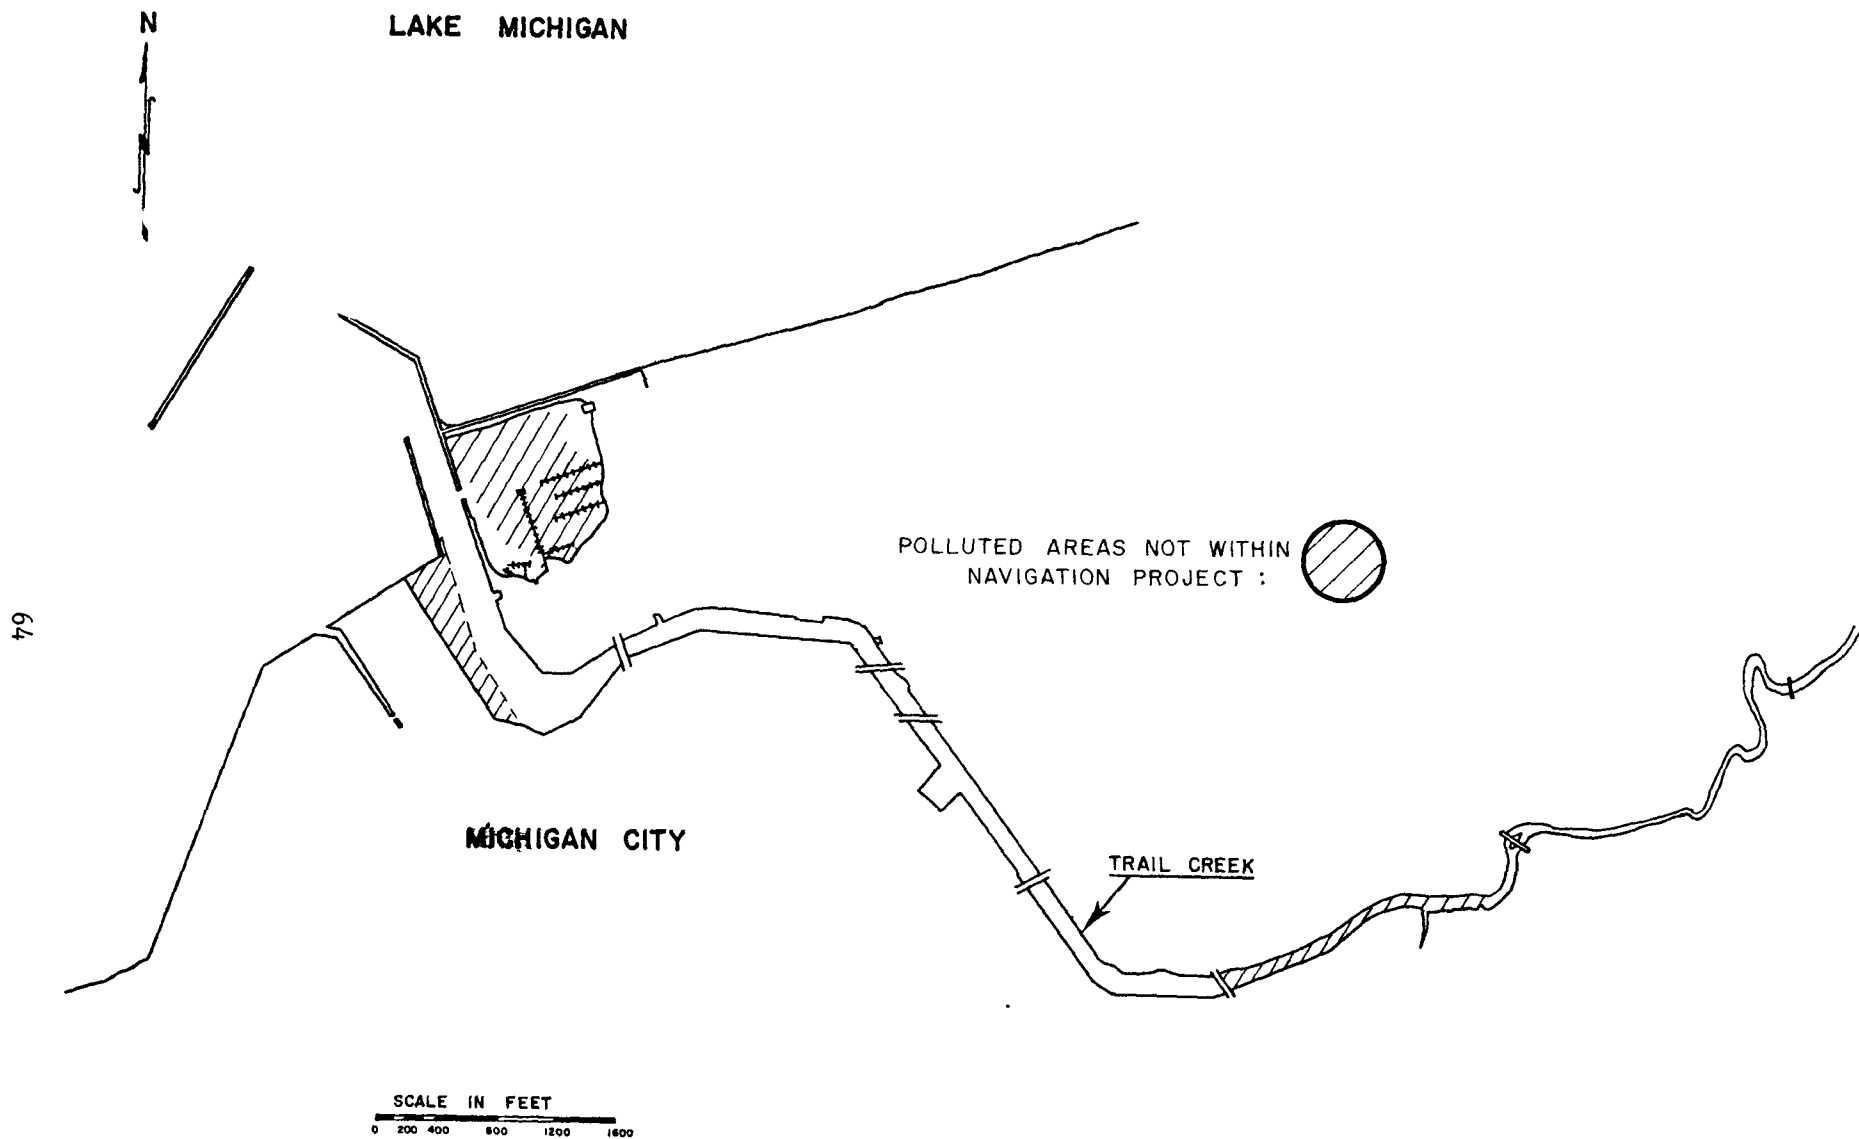 N
LAKE MICHIGAN
POLLUTED AREAS NOT WITHIN
NAVIGATION PROJECT :
64
MICHIGAN CITY
TRAIL CREEK
SCALE IN FEET
0 200 400 800 1200 1600